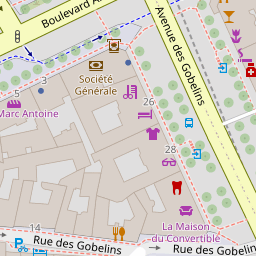 Boulevard A
Avenue des Gobelins
Société
Générale
3
5
26
Marc Antoine
28
14
La Maison
du Convertible
Rue des Gobelins
Rue des Gobelins